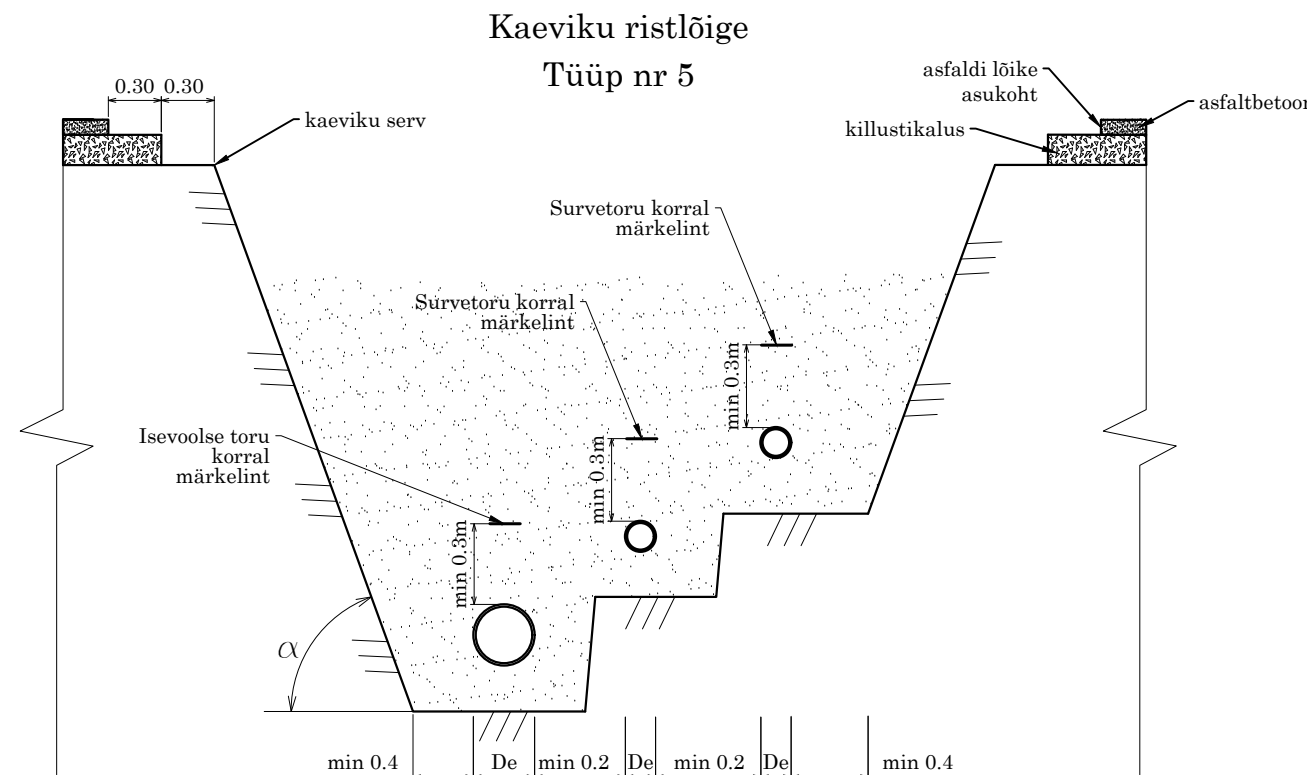 Kaeviku ristlõige
Tüüp nr 5
0.30 0.30
kaeviku serv
asfaldi lõike
asukoht
asfaltbetoon
killustikalus
Survetoru korral
märkelint
Survetoru korral
märkelint
min 0.3m
Isevoolse toru
korral
märkelint
min 0.3m
min 0.3m
α
min 0.4 De min 0.2 De min 0.2 De min 0.4